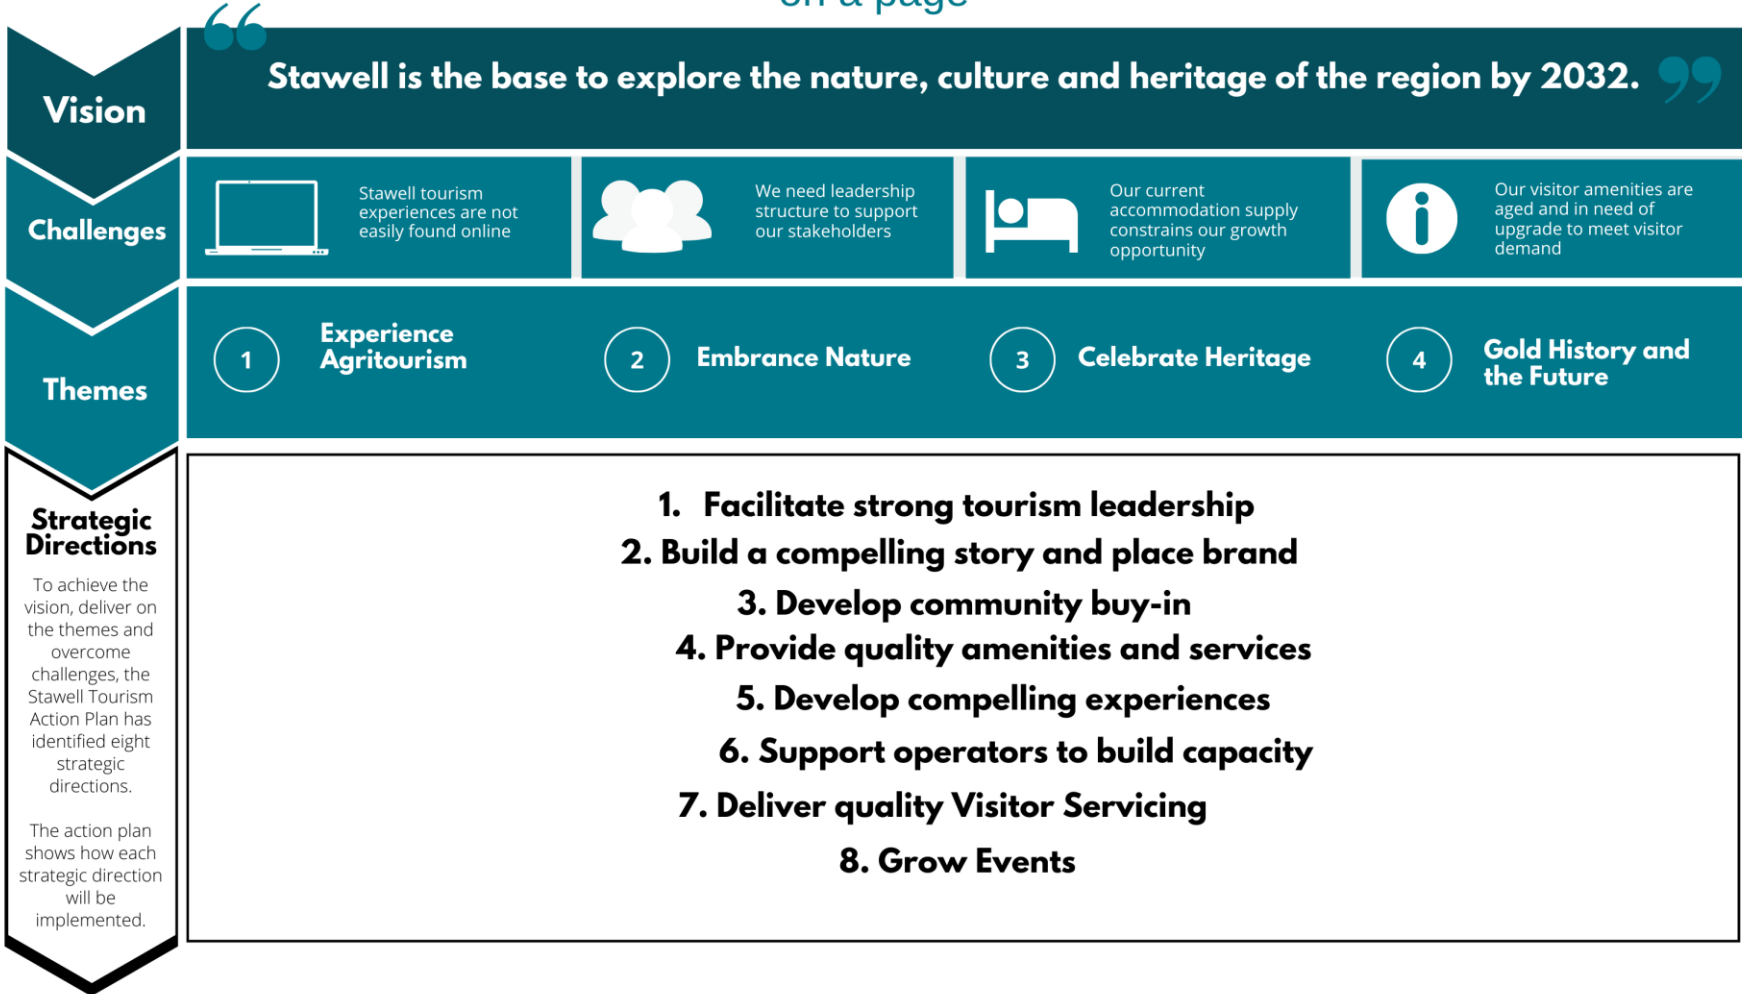 on a page
“
Stawell is the base to explore the nature, culture and heritage of the region by 2032.
”
Vision
Challenges
Stawell tourism
experiences are not
easily found online
We need leadership
structure to support
our stakeholders
Our current
accommodation supply
constrains our growth
opportunity
Our visitor amenities are
aged and in need of
upgrade to meet visitor
demand
Themes
1
Experience
Agritourism
2
Embrance Nature
3
Celebrate Heritage
4
Gold History and
the Future
Strategic
Directions
To achieve the
vision, deliver on
the themes and
overcome
challenges, the
Stawell Tourism
Action Plan has
identified eight
strategic
directions.
The action plan
shows how each
strategic direction
will be
implemented.
1. Facilitate strong tourism leadership
2. Build a compelling story and place brand
3. Develop community buy-in
4. Provide quality amenities and services
5. Develop compelling experiences
6. Support operators to build capacity
7. Deliver quality Visitor Servicing
8. Grow Events